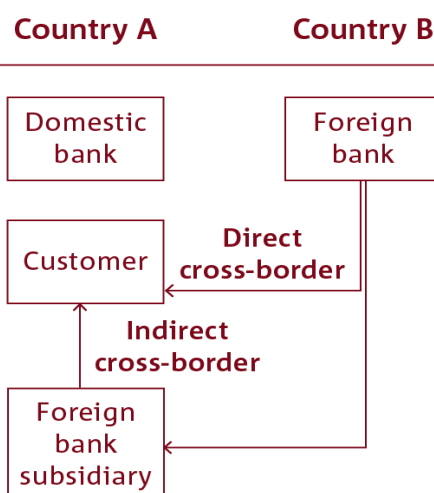 Country A
Country B
Domestic
bank
Foreign
bank
Customer
Direct
cross-border
Indirect
cross-border
Foreign
bank
subsidiary